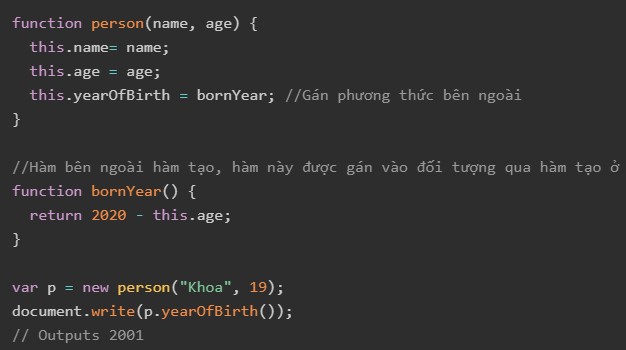 function person(name, age) {
  this.name= name;
  this.age = age;
  this.yearOfBirth = bornYear; //Gán phương thức bên ngoài
}

//Hàm bên ngoài hàm tạo, hàm này được gán vào đối tượng qua hàm tạo ở
function bornYear() {
  return 2020 - this.age;
}

var p = new person("Khoa", 19);
document.write(p.yearOfBirth());
// Outputs 2001